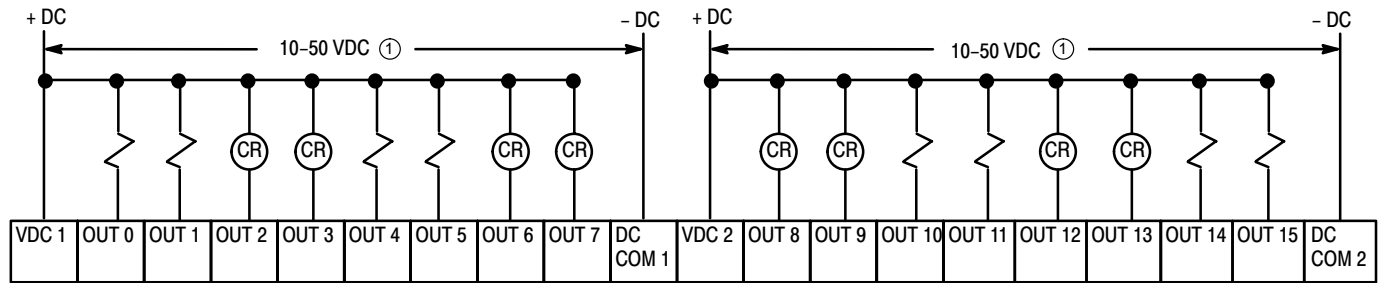 + DC – DC + DC – DC
10–50 VDC ① 10–50 VDC ①
CR CR CR CR CR CR CR CR
VDC 1 OUT 0 OUT 1 OUT 2 OUT 3 OUT 4 OUT 5 OUT 6 OUT 7 DC COM 1 VDC 2 OUT 8 OUT 9 OUT 10 OUT 11 OUT 12 OUT 13 OUT 14 OUT 15 DC COM 2